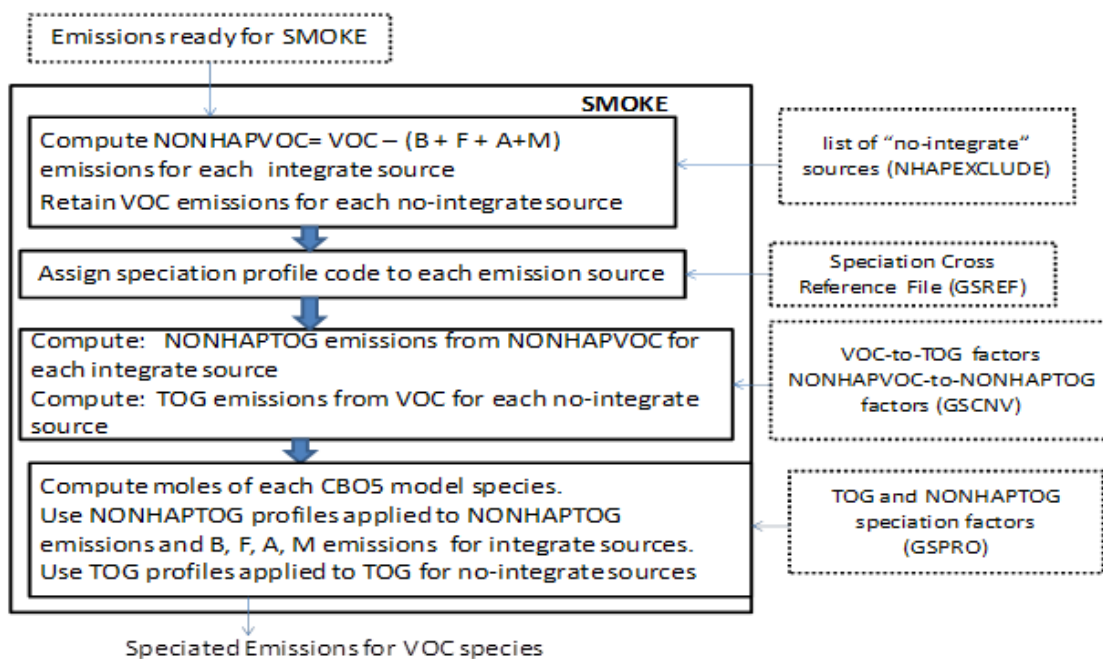 Emissions ready for SMOKE
SMOKE
Compute NONHAPVOC= VOC – (B + F + A+M)
emissions for each integrate source
Retain VOC emissions for each no-integrate source
list of “no-integrate”
sources (NHAPEXCLUDE)
Assign speciation profile code to each emission source
Speciation Cross
Reference File (GSREF)
Compute: NONHAPTOG emissions from NONHAPVOC for
each integrate source
Compute: TOG emissions from VOC for each no-integrate
source
VOC-to-TOG factors
NONHAPVOC-to-NONHAPTOG
factors (GSCNV)
Compute moles of each CBO5 model species.
Use NONHAPTOG profiles applied to NONHAPTOG
emissions and B, F, A, M emissions for integrate sources.
Use TOG profiles applied to TOG for no-integrate sources
TOG and NONHAPTOG
speciation factors
(GSPRO)
Speciated Emissions for VOC species